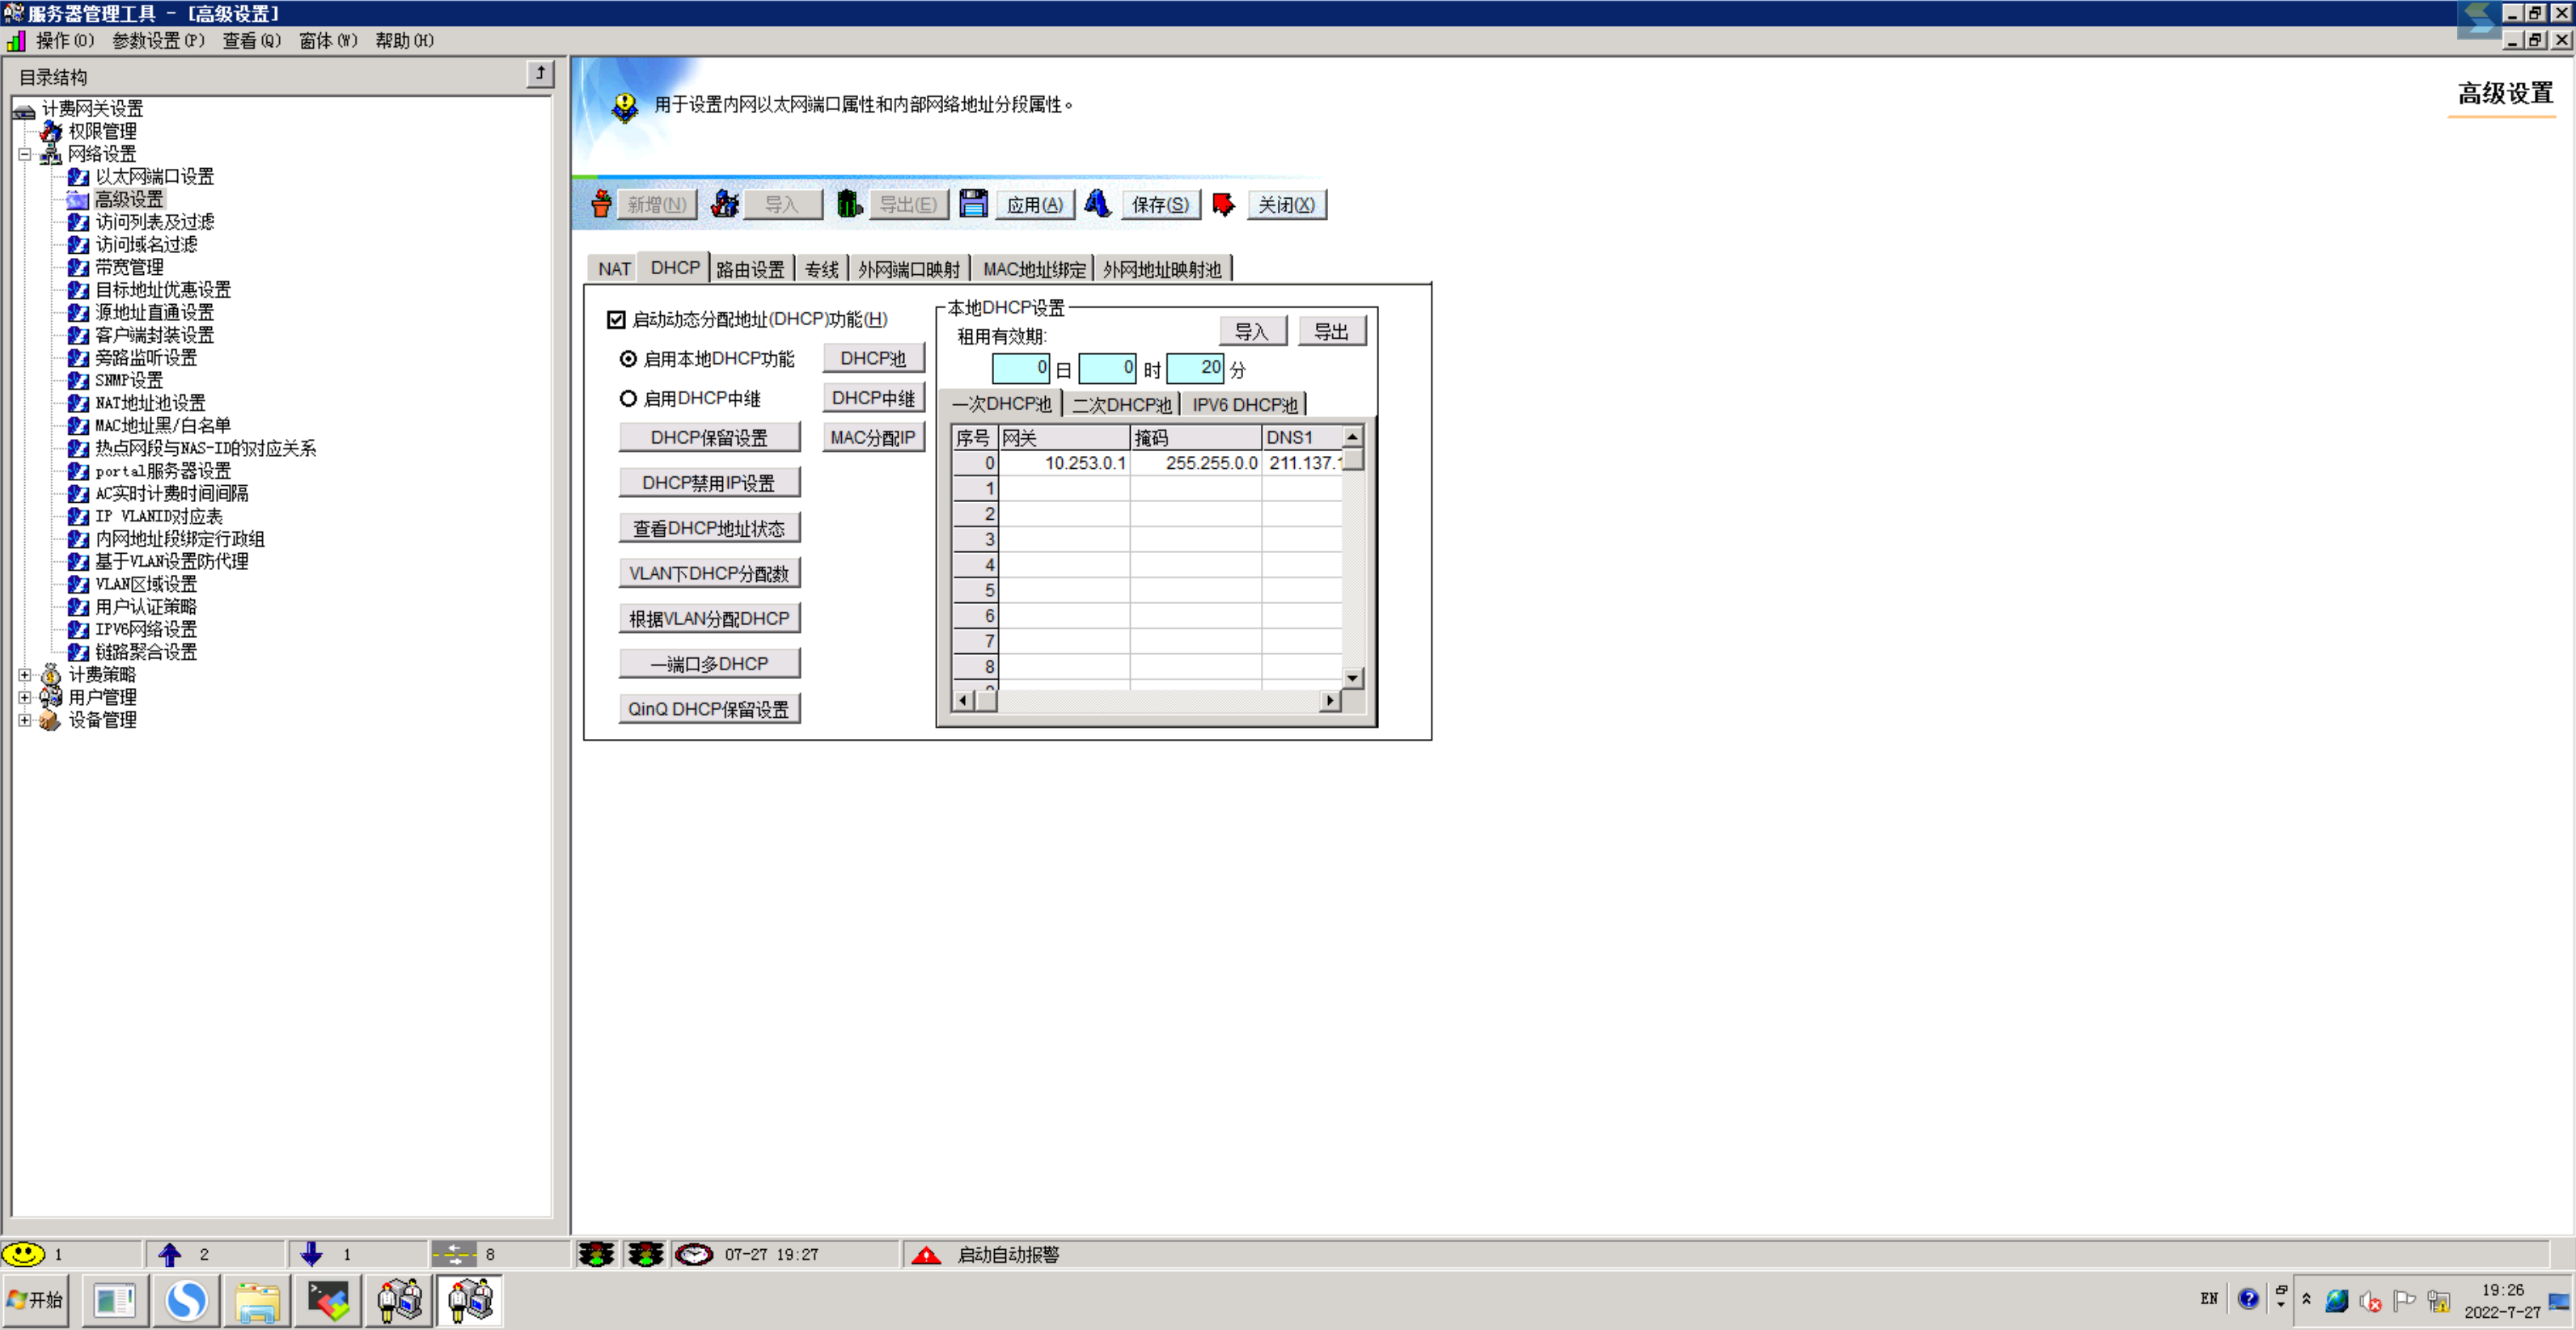 服务器管理工具 - [高级设置]
操作(O) 参数设置(P) 查看(Q) 窗体(W) 帮助(H)
目录结构
计费网关设置
权限管理
网络设置
以太网端口设置
高级设置
访问列表及过滤
访问域名过滤
带宽管理
目标地址优惠设置
源地址直通设置
客户端封装设置
旁路监听设置
SNMP设置
NAT地址池设置
MAC地址黑/白名单
热点网段与NAS-ID的对应关系
portal服务器设置
AC实时计费时间间隔
IP VLANID对应表
内网地址段绑定行政组
基于VLAN设置防代理
VLAN区域设置
用户认证策略
IPV6网络设置
链路聚合设置
计费策略
用户管理
设备管理
用于设置内网以太网端口属性和内部网络地址分段属性。
高级设置
新增(N) 导入 导出(E) 应用(A) 保存(S) 关闭(X)
NAT DHCP 路由设置 专线 外网端口映射 MAC地址绑定 外网地址映射池
启动动态分配地址(DHCP)功能(H)
启用本地DHCP功能 DHCP池
启用DHCP中继 DHCP中继
DHCP保留设置 MAC分配IP
DHCP禁用IP设置
查看DHCP地址状态
VLAN下DHCP分配数
根据VLAN分配DHCP
一端口多DHCP
QinQ DHCP保留设置
本地DHCP设置
租用有效期: 导入 导出
0 日 0 时 20 分
一次DHCP池 二次DHCP池 IPV6 DHCP池
序号 网关 掩码 DNS1
0 10.253.0.1 255.255.0.0 211.137.1
1
2
3
4
5
6
7
8
1 2 1 8 07-27 19:27 启动自动报警
开始 EN 19:26
2022-7-27